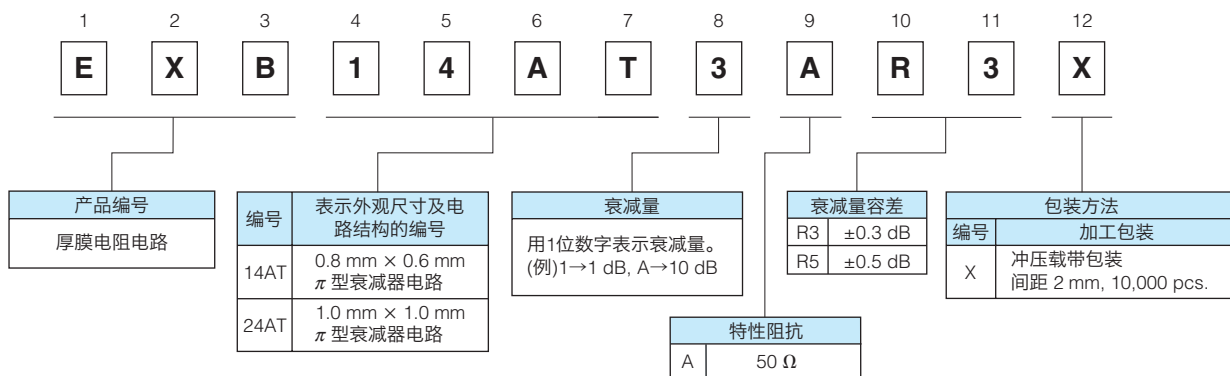 1 2 3 4 5 6 7 8 9 10 11 12
E X B 1 4 A T 3 A R 3 X
产品编号
厚膜电阻电路
编号 表示外观尺寸及电
路结构的编号
14AT 0.8 mm × 0.6 mm
π 型衰减器电路
24AT 1.0 mm × 1.0 mm
π 型衰减器电路
衰减量
用1位数字表示衰减量。
(例)1→1 dB, A→10 dB
特性阻抗
A 50 Ω
衰减量容差
R3 ±0.3 dB
R5 ±0.5 dB
包装方法
编号 加工包装
X 冲压载带包装
间距 2 mm, 10,000 pcs.